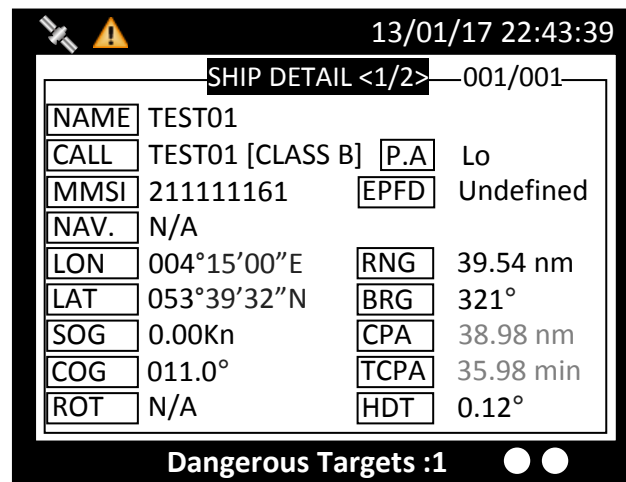 13/01/17 22:43:39
SHIP DETAIL <1/2> 001/001
NAME TEST01
CALL TEST01 [CLASS B] P.A Lo
MMSI 211111161 EPFD Undefined
NAV. N/A
LON 004°15′00″E RNG 39.54 nm
LAT 053°39′32″N BRG 321°
SOG 0.00Kn CPA 38.98 nm
COG 011.0° TCPA 35.98 min
ROT N/A HDT 0.12°
Dangerous Targets :1